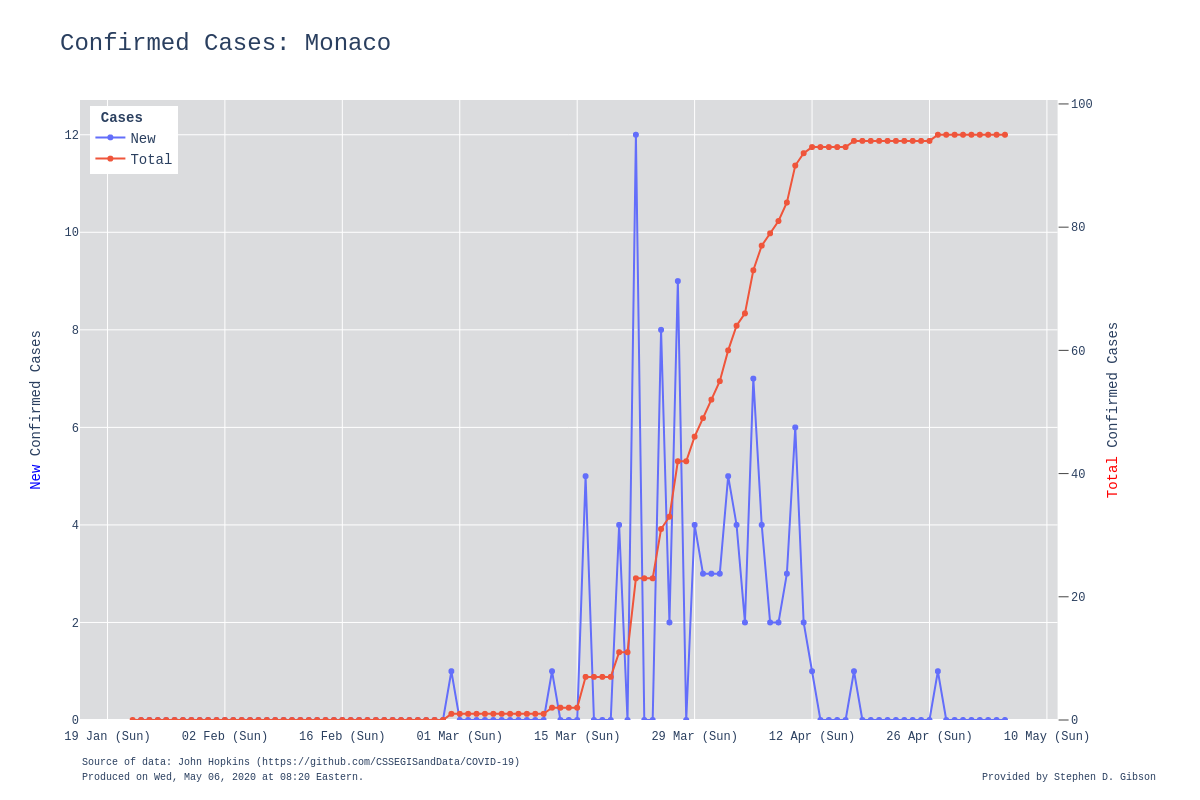 Confirmed Cases: Monaco
Cases
New
Total
12
10
8
6
4
2
0
100
80
60
40
20
0
New Confirmed Cases
Total Confirmed Cases
19 Jan (Sun)
02 Feb (Sun)
16 Feb (Sun)
01 Mar (Sun)
15 Mar (Sun)
29 Mar (Sun)
12 Apr (Sun)
26 Apr (Sun)
10 May (Sun)
Source of data: John Hopkins (https://github.com/CSSEGISandData/COVID-19)
Produced on Wed, May 06, 2020 at 08:20 Eastern.
Provided by Stephen D. Gibson